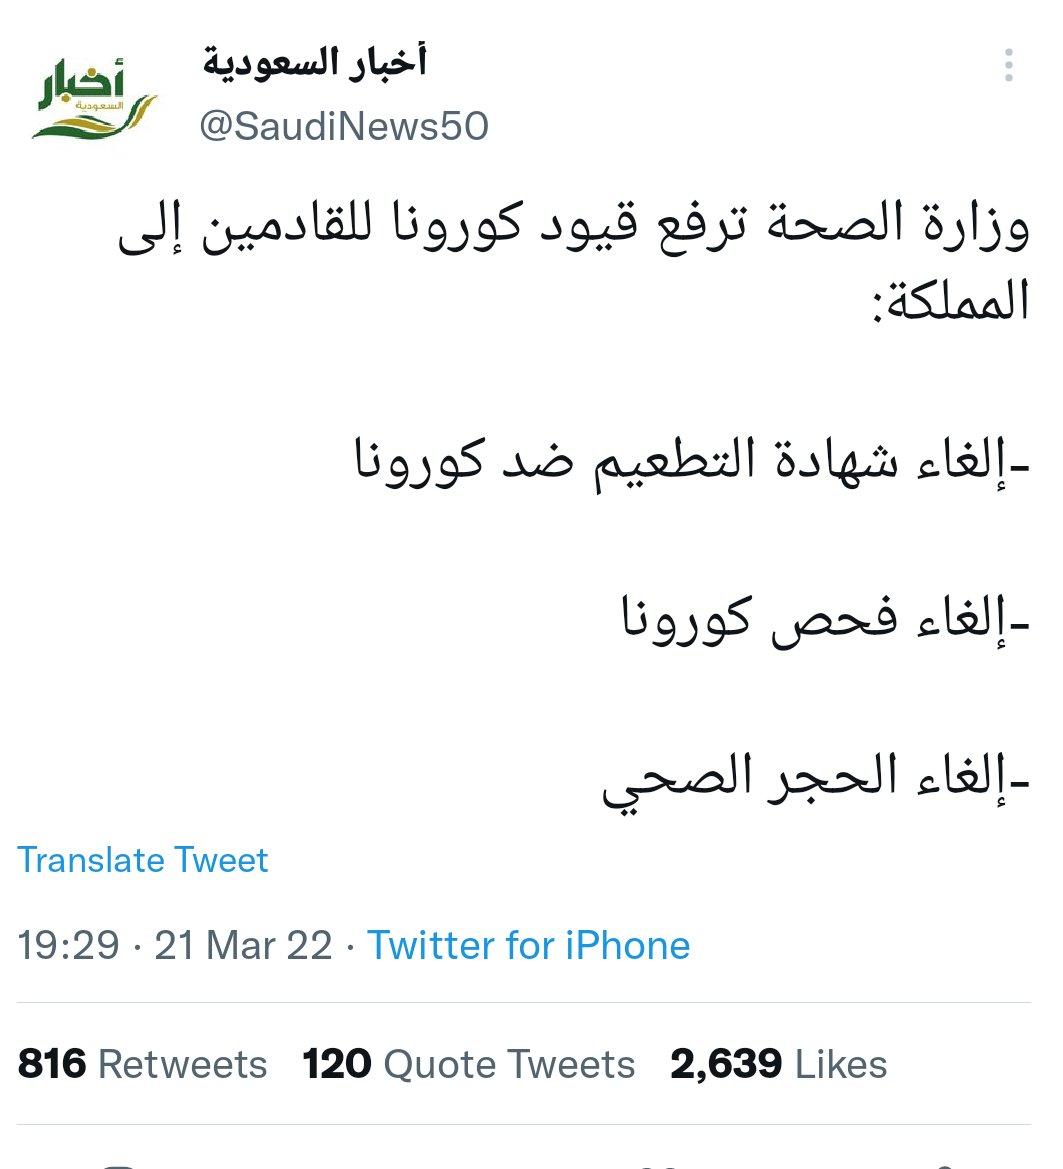 أخبار
السعودية
أخبار السعودية
@SaudiNews50
وزارة الصحة ترفع قيود كورونا للقادمين إلى
المملكة:
-إلغاء شهادة التطعيم ضد كورونا
-إلغاء فحص كورونا
-إلغاء الحجر الصحي
Translate Tweet
19:29 · 21 Mar 22 · Twitter for iPhone
816 Retweets 120 Quote Tweets 2,639 Likes